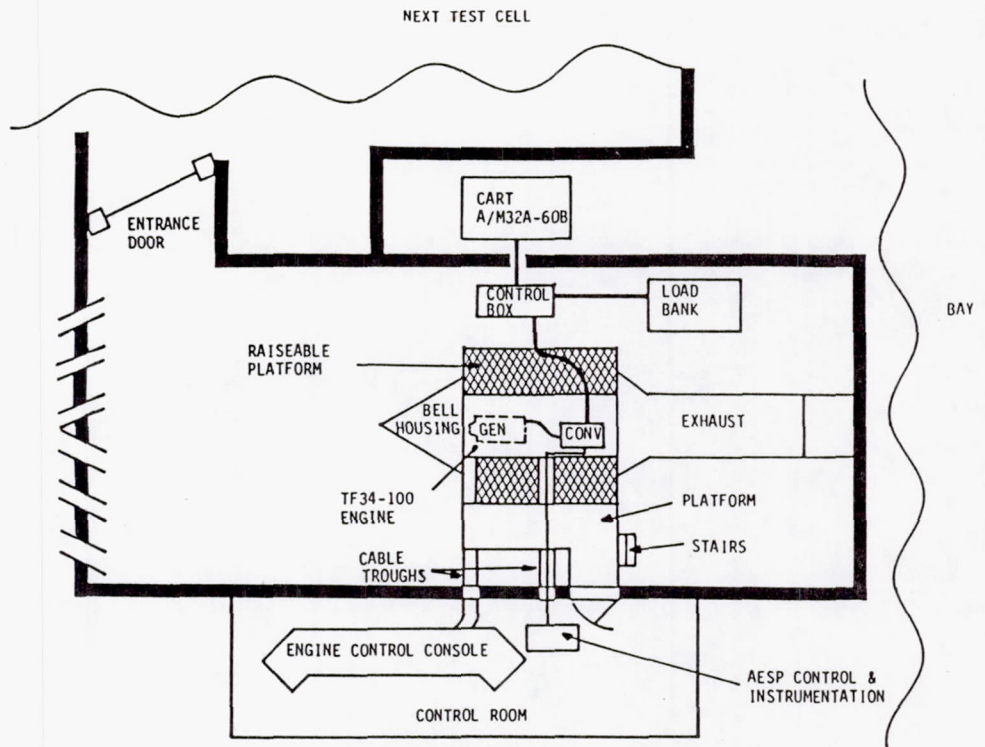 NEXT TEST CELL
CART
A/M32A-60B
ENTRANCE
DOOR
CONTROL
BOX
LOAD
BANK
BAY
RAISEABLE
PLATFORM
BELL
HOUSING
GEN
CONV
EXHAUST
TF34-100
ENGINE
PLATFORM
STAIRS
CABLE
TROUGHS
ENGINE CONTROL CONSOLE
AESP CONTROL &
INSTRUMENTATION
CONTROL ROOM